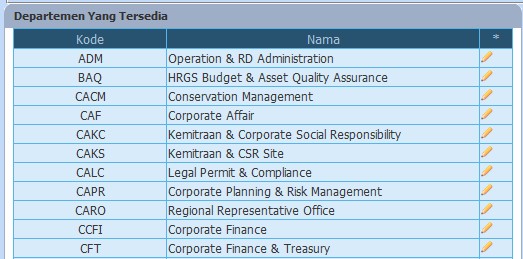 Departemen Yang Tersedia
Kode Nama *
ADM Operation & RD Administration
BAQ HRGS Budget & Asset Quality Assurance
CACM Conservation Management
CAF Corporate Affair
CAKC Kemitraan & Corporate Social Responsibility
CAKS Kemitraan & CSR Site
CALC Legal Permit & Compliance
CAPR Corporate Planning & Risk Management
CARO Regional Representative Office
CCFI Corporate Finance
CFT Corporate Finance & Treasury